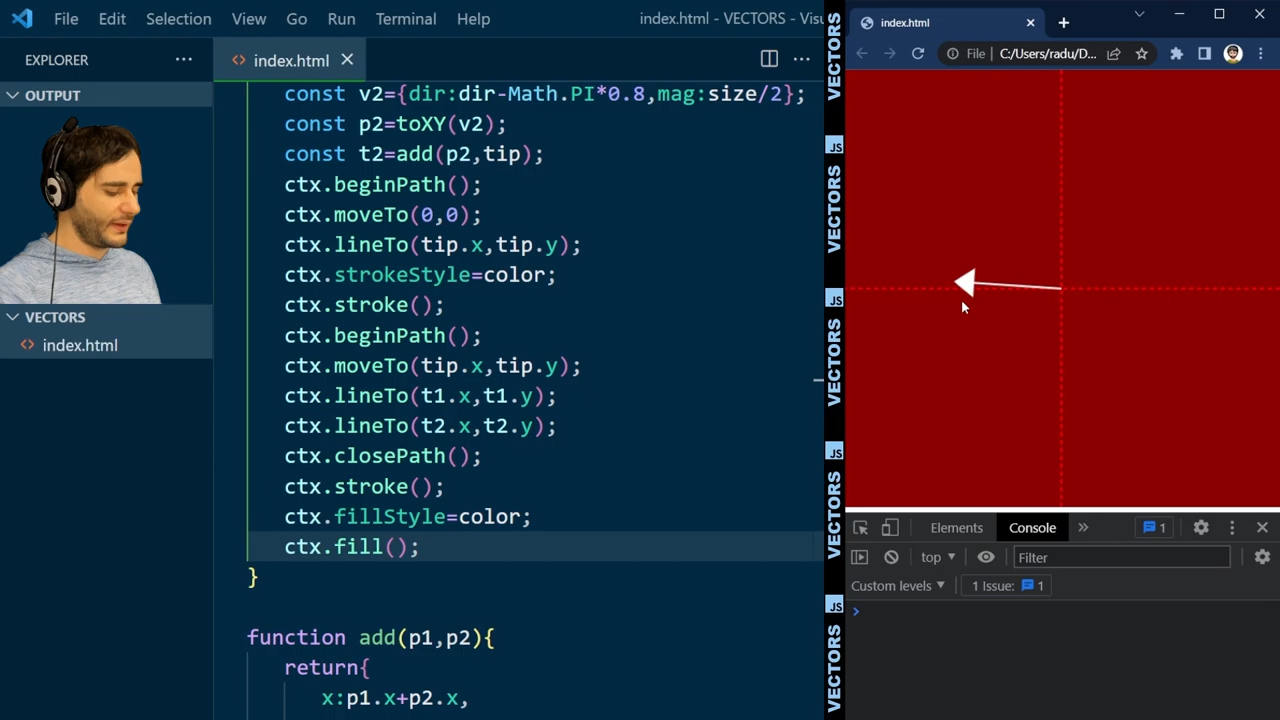 File Edit Selection View Go Run Terminal Help index.html - VECTORS - Visu
EXPLORER ··· <> index.html ×
OUTPUT
VECTORS
<> index.html
const v2={dir:dir-Math.PI*0.8,mag:size/2};
const p2=toXY(v2);
const t2=add(p2,tip);
ctx.beginPath();
ctx.moveTo(0,0);
ctx.lineTo(tip.x,tip.y);
ctx.strokeStyle=color;
ctx.stroke();
ctx.beginPath();
ctx.moveTo(tip.x,tip.y);
ctx.lineTo(t1.x,t1.y);
ctx.lineTo(t2.x,t2.y);
ctx.closePath();
ctx.stroke();
ctx.fillStyle=color;
ctx.fill();
}
function add(p1,p2){
return{
x:p1.x+p2.x,
VECTORS
JS
VECTORS
JS
VECTORS
JS
VECTORS
JS
VECTORS
index.html
File C:/Users/radu/D...
Elements Console » 1
top Filter
Custom levels 1 Issue: 1
>